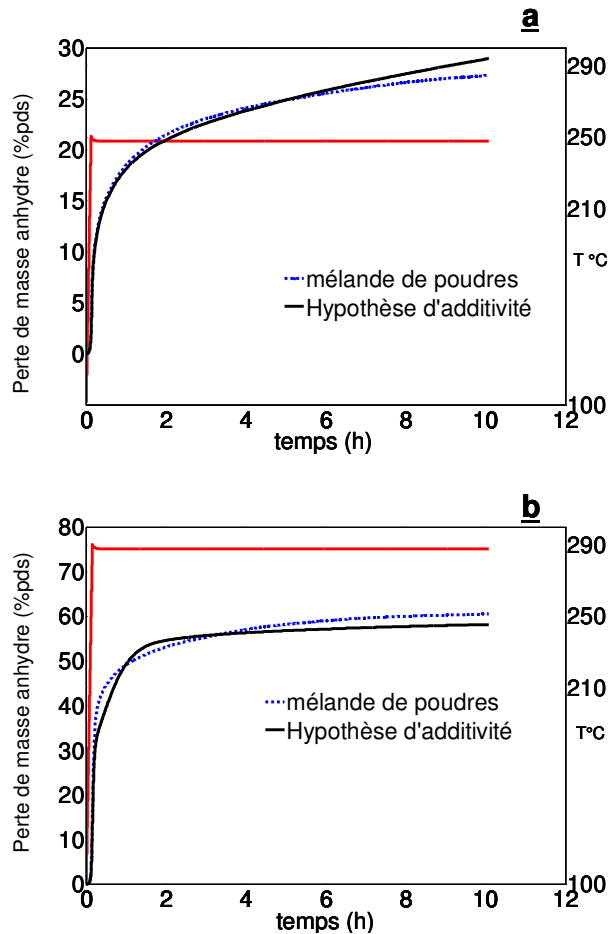 a
30
25
20
15
10
5
0
Perte de masse anhydre (%pds)
290
250
210
T °C
100
mélande de poudres
Hypothèse d'additivité
0 2 4 6 8 10 12
temps (h)
b
80
70
60
50
40
30
20
10
0
Perte de masse anhydre (%pds)
290
250
210
T°C
100
mélande de poudres
Hypothèse d'additivité
0 2 4 6 8 10 12
temps (h)